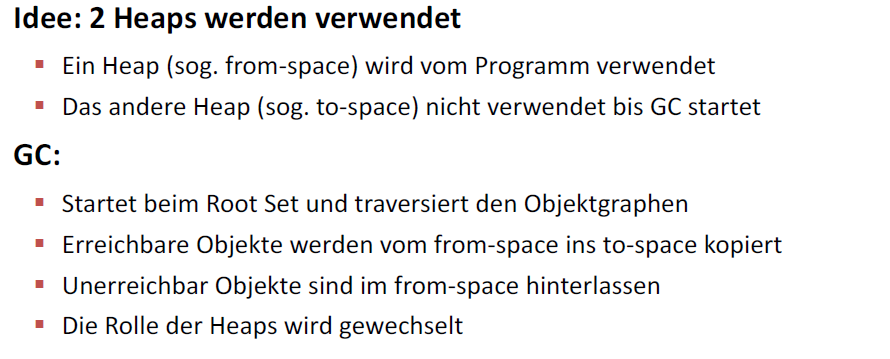 Idee: 2 Heaps werden verwendet
▪ Ein Heap (sog. from-space) wird vom Programm verwendet
▪ Das andere Heap (sog. to-space) nicht verwendet bis GC startet
GC:
▪ Startet beim Root Set und traversiert den Objektgraphen
▪ Erreichbare Objekte werden vom from-space ins to-space kopiert
▪ Unerreichbar Objekte sind im from-space hinterlassen
▪ Die Rolle der Heaps wird gewechselt